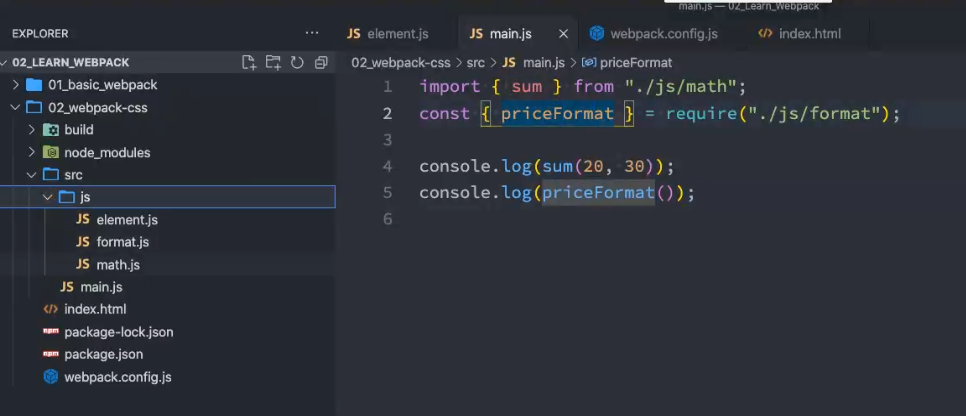 main.js — 02_Learn_Webpack
EXPLORER
JS element.js
JS main.js
webpack.config.js
index.html
02_LEARN_WEBPACK
02_webpack-css > src > JS main.js > priceFormat
01_basic_webpack
02_webpack-css
build
node_modules
src
js
JS element.js
JS format.js
JS math.js
JS main.js
index.html
npm package-lock.json
npm package.json
webpack.config.js
1 import { sum } from "./js/math";
2 const { priceFormat } = require("./js/format");
3
4 console.log(sum(20, 30));
5 console.log(priceFormat());
6